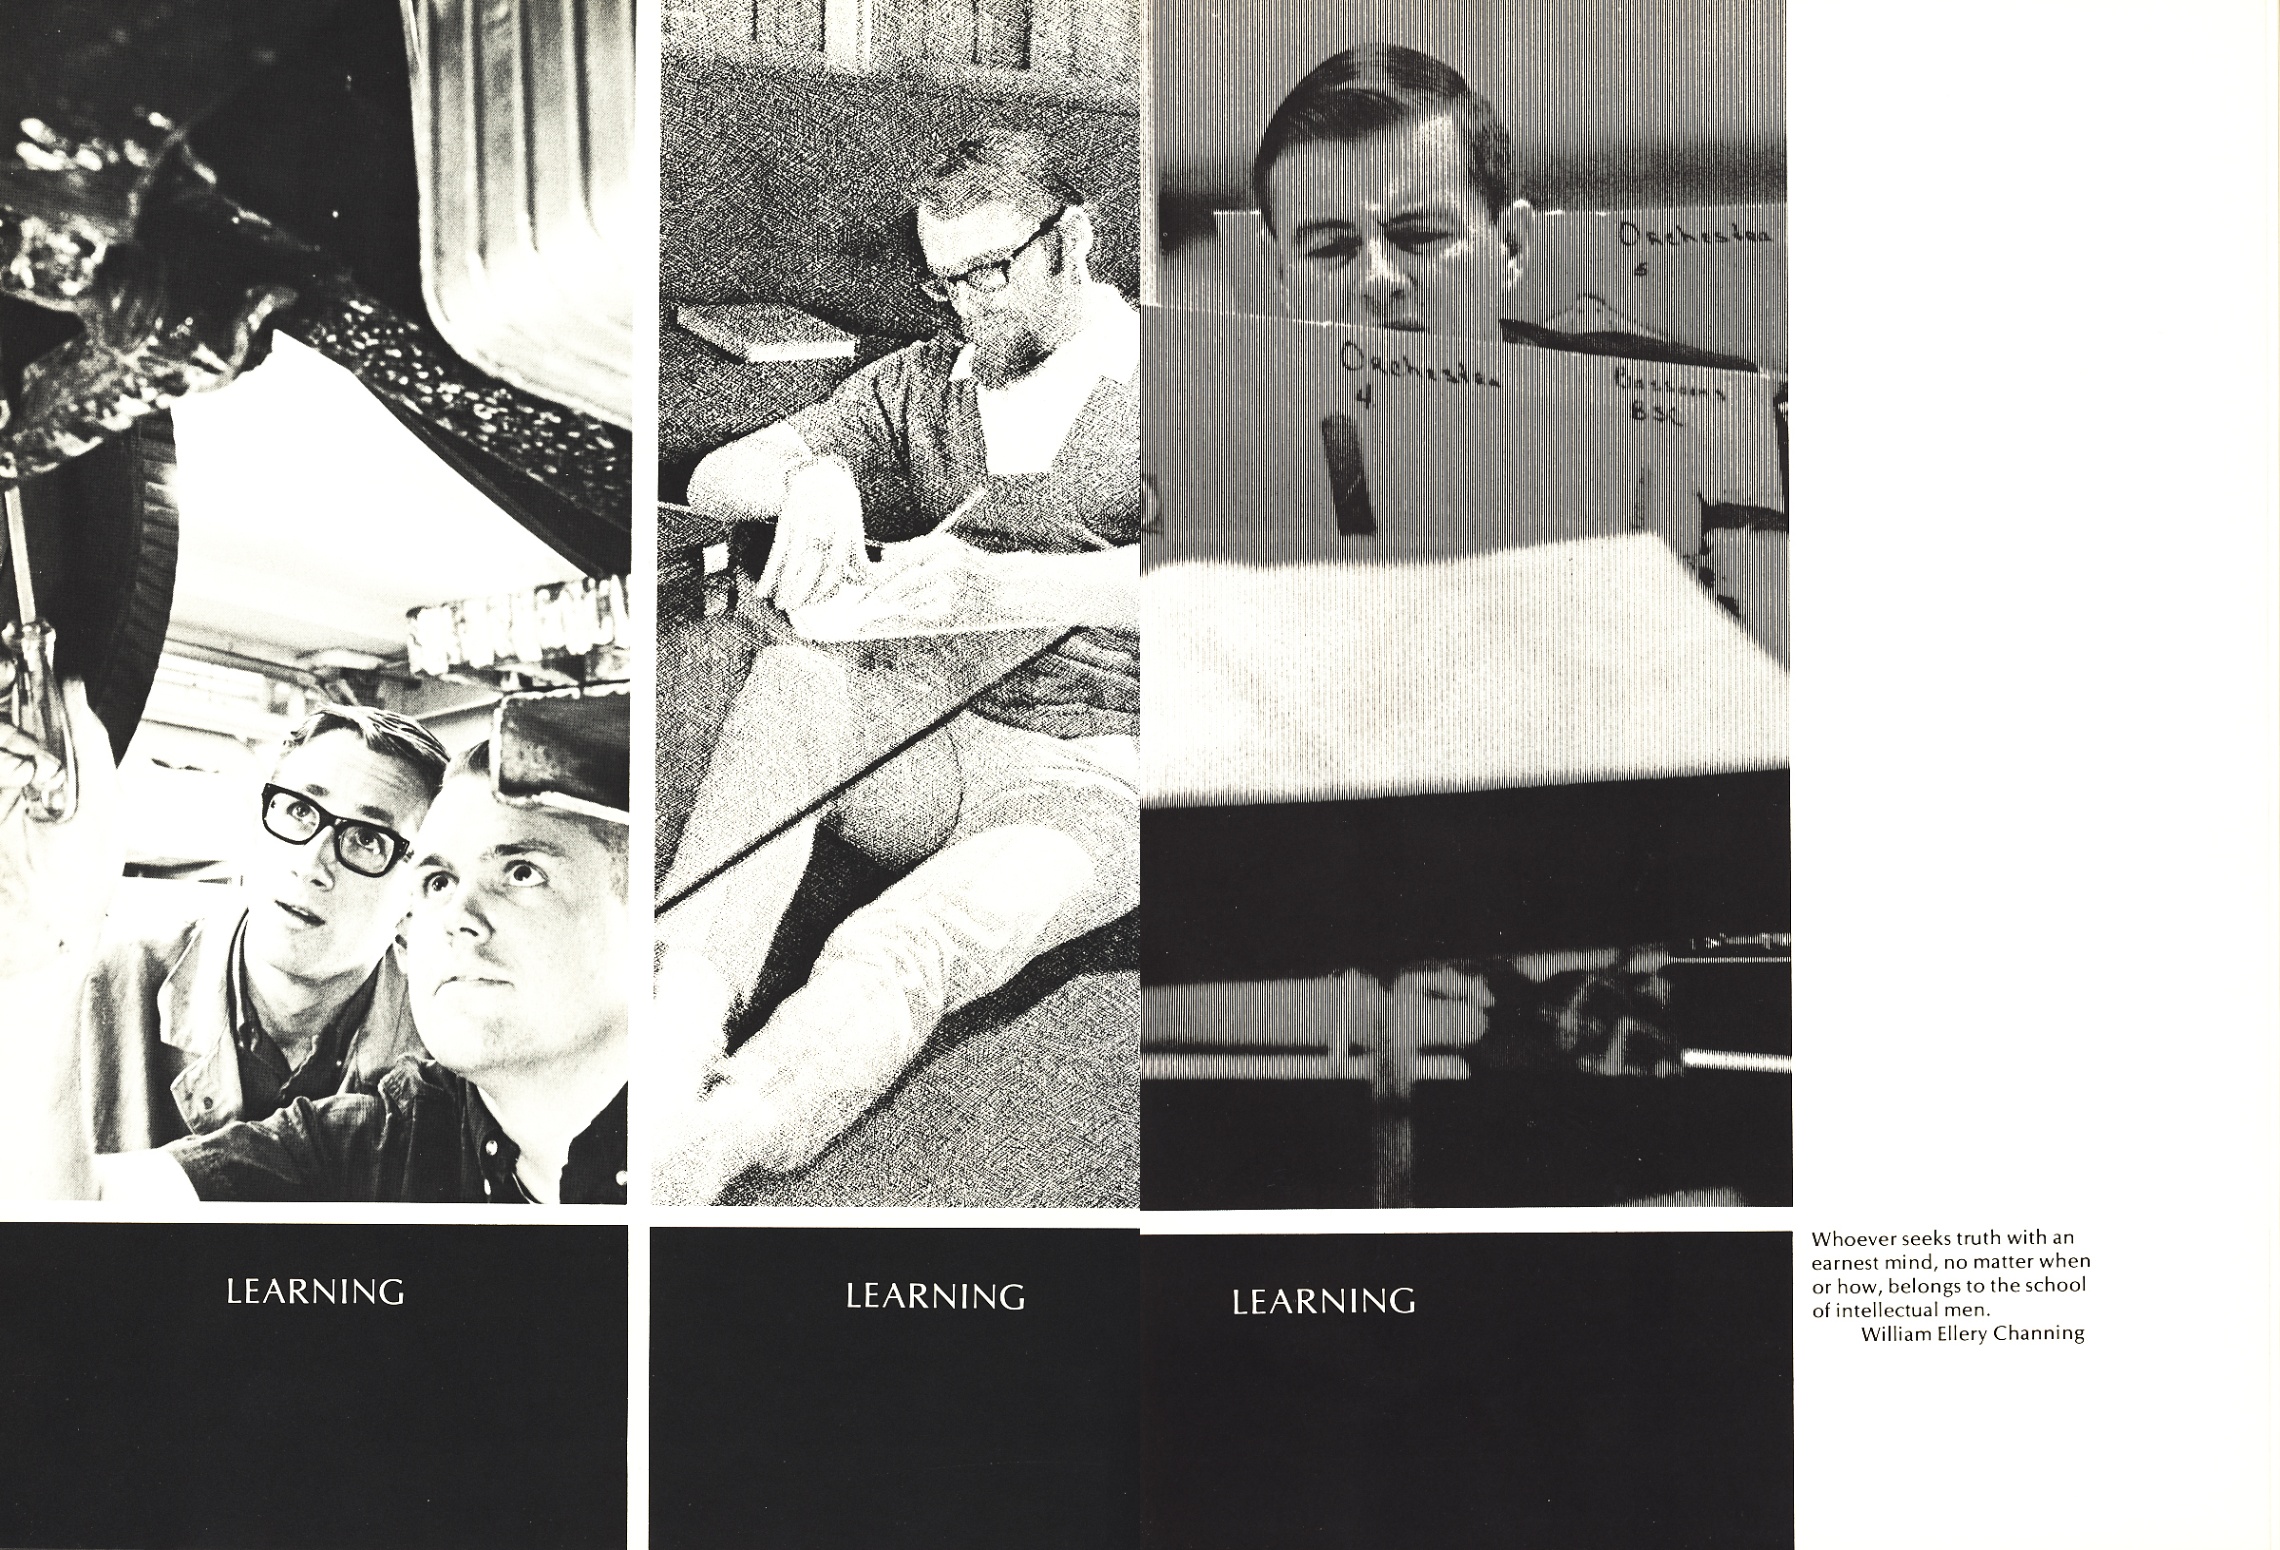 Orchestra
5
Orchestra
4
Bassoons
BSC
LEARNING
LEARNING
LEARNING
Whoever seeks truth with an
earnest mind, no matter when
or how, belongs to the school
of intellectual men.
William Ellery Channing